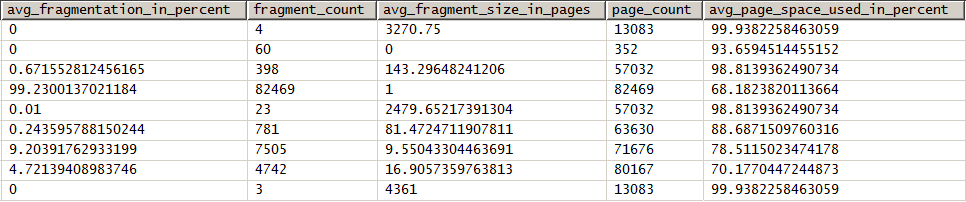 avg_fragmentation_in_percent fragment_count avg_fragment_size_in_pages page_count avg_page_space_used_in_percent
0 4 3270.75 13083 99.9382258463059
0 60 0 352 93.6594514455152
0.671552812456165 398 143.29648241206 57032 98.8139362490734
99.2300137021184 82469 1 82469 68.1823820113664
0.01 23 2479.65217391304 57032 98.8139362490734
0.243595788150244 781 81.4724711907811 63630 88.6871509760316
9.20391762933199 7505 9.55043304463691 71676 78.5115023474178
4.72139408983746 4742 16.9057359763813 80167 70.1770447244873
0 3 4361 13083 99.9382258463059